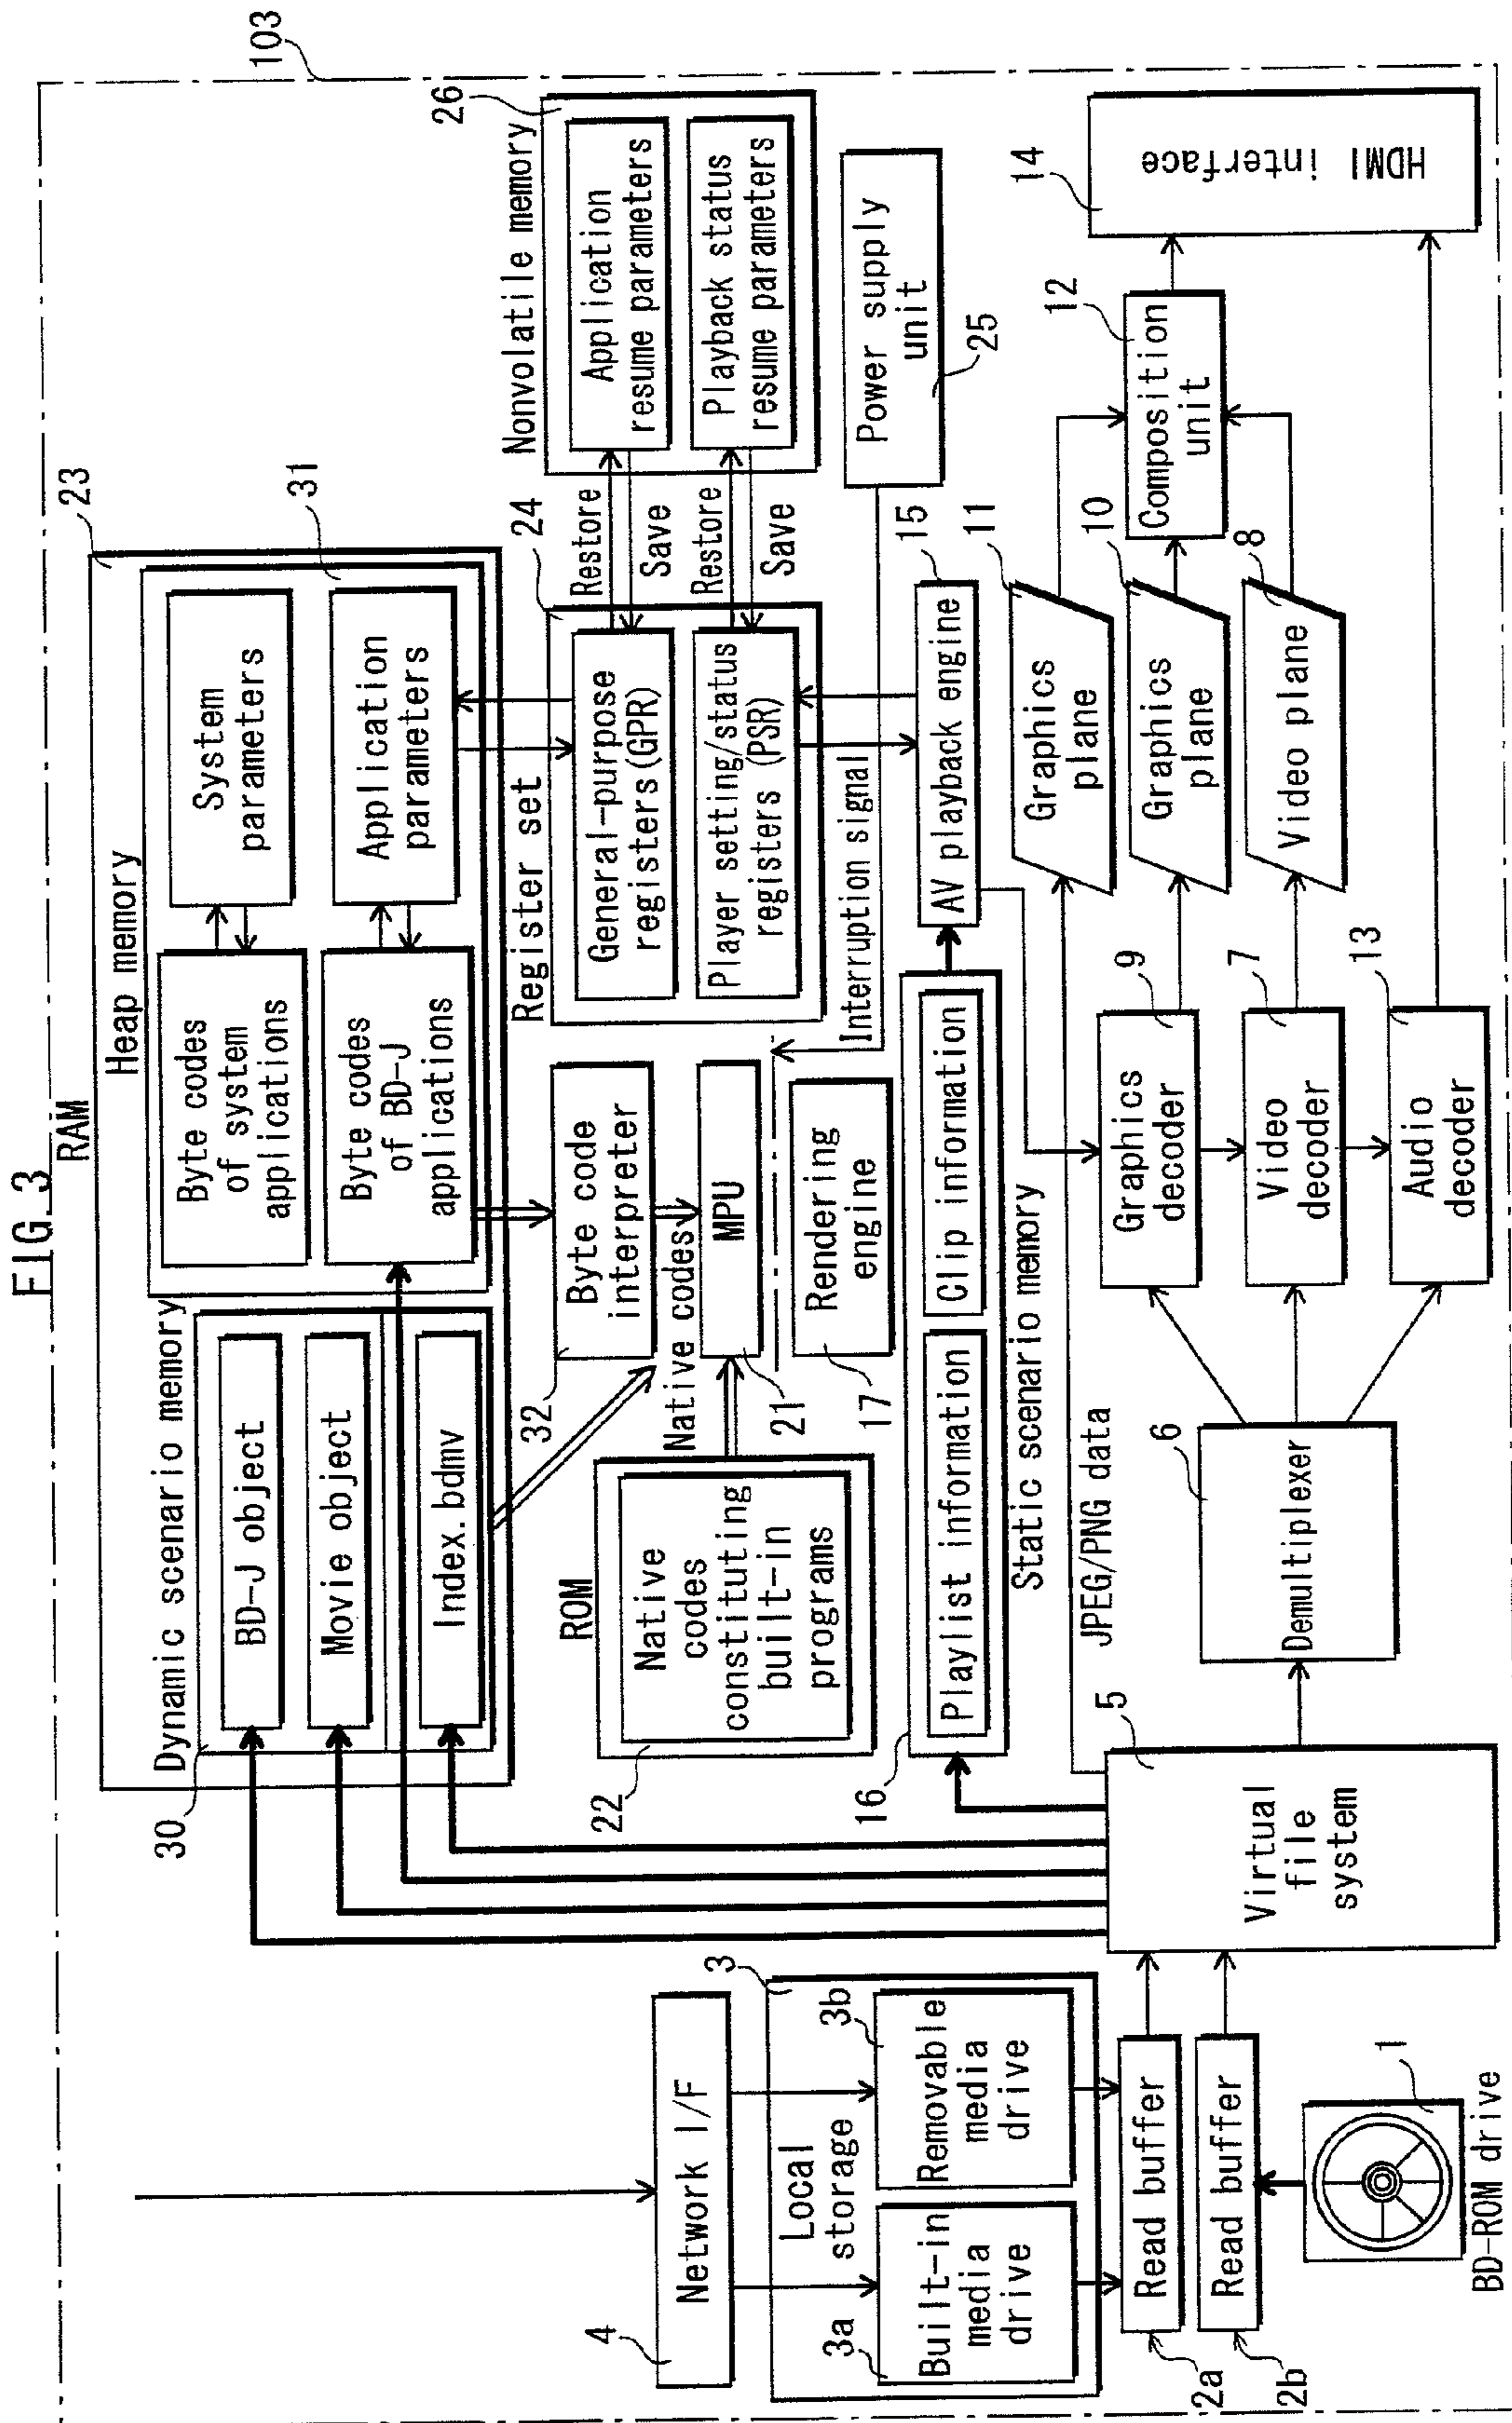 FIG. 3
103
RAM
23
Heap memory
31
Byte codes
of system
applications
System
parameters
Byte codes
of BD-J
applications
Application
parameters
Dynamic scenario memory
30
BD-J object
Movie object
Index.bdmv
Register set
24
General-purpose
registers(GPR)
Player setting/status
registers (PSR)
Restore
Save
Restore
Save
Nonvolatile memory
26
Application
resume parameters
Playback status
resume parameters
Byte code
interpreter
32
Native codes
MPU
21
Interruption signal
Power supply
unit
25
ROM
Native
codes
constituting
built-in
programs
22
Rendering
engine
17
16
Playlist information
Clip information
Static scenario memory
AV playback engine
15
JPEG/PNG data
Graphics
plane
11
Graphics
plane
10
Video plane
8
Composition
unit
12
HDMI interface
14
Graphics
decoder
9
Video
decoder
7
Audio
decoder
13
Demultiplexer
6
Virtual
file
system
5
4
Network I/F
3
Local
storage
3a
Built-in
media
drive
3b
Removable
media
drive
Read buffer
2a
Read buffer
2b
1
BD-ROM drive